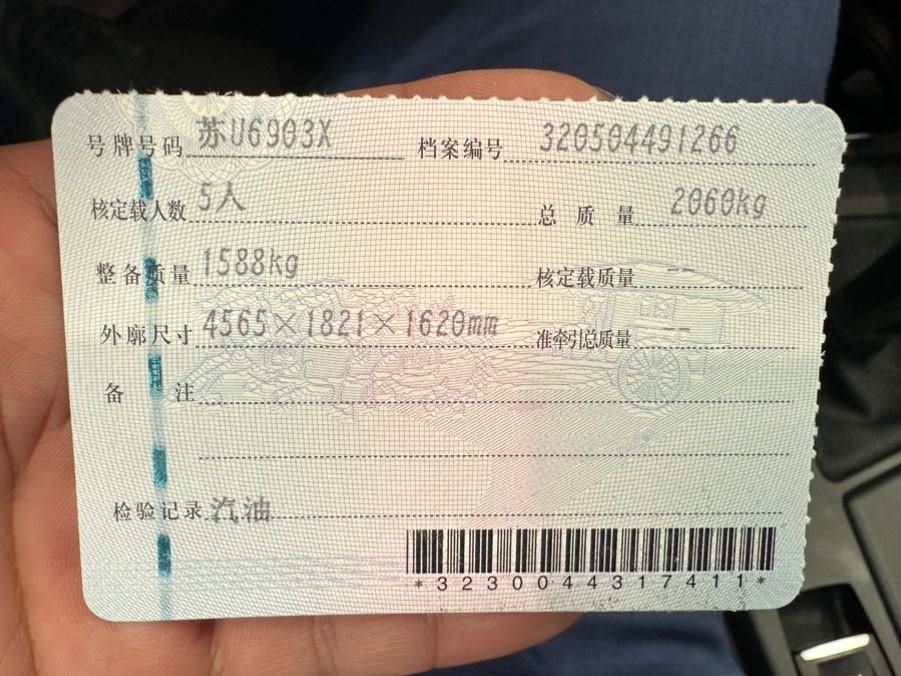 号牌号码 苏U6903X 档案编号 320504491266
核定载人数 5人 总质量 2060kg
整备质量 1588kg 核定载质量 --
外廓尺寸 4565×1821×1620mm 准牵引总质量 --
备注
检验记录 汽油
*3230044317411*